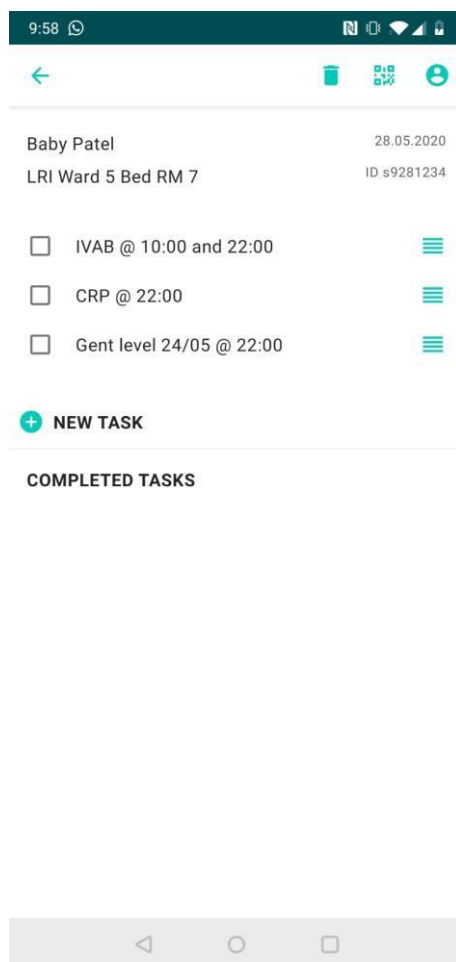 9:58
Baby Patel 28.05.2020
LRI Ward 5 Bed RM 7 ID s9281234
IVAB @ 10:00 and 22:00
CRP @ 22:00
Gent level 24/05 @ 22:00
NEW TASK
COMPLETED TASKS